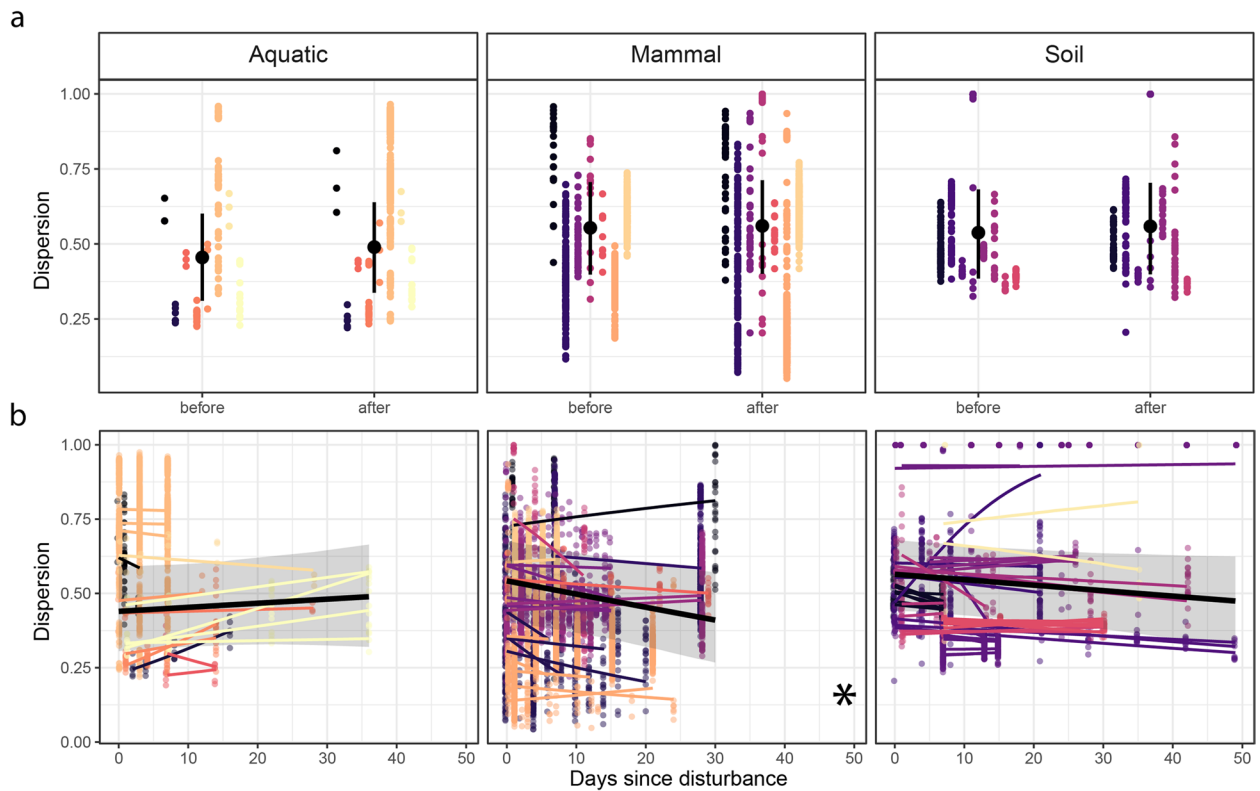 a
Aquatic Mammal Soil
1.00
0.75
0.50
0.25
Dispersion
before after before after before after
b
1.00
0.75
0.50
0.25
0.00
Dispersion
*
0 10 20 30 40 50 0 10 20 30 40 50 0 10 20 30 40 50
Days since disturbance